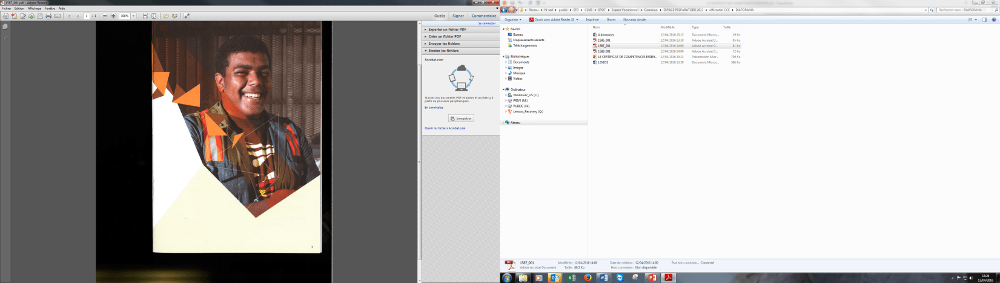 1587_001.pdf - Adobe Reader
Fichier Edition Affichage Fenêtre Aide
1 / 1 100% Outils Signer Commentaire
Se connecter
Exporter un fichier PDF
Créer un fichier PDF
Envoyer les fichiers
Stocker les fichiers
Acrobat.com
Stockez vos documents PDF et autres et accédez-y à
partir de plusieurs périphériques.
En savoir plus
Enregistrer
Ouvrir les fichiers Acrobat.com
5
Réseau Nl-sad public SFD CLUB SPOT Espace Vocationnel Commun ESPACE PREPARATOIRE 2013 référentiel CCE DIAPORAMA
Rechercher dans : DIAPORAMA
Organiser Ouvrir avec Adobe Reader XI Imprimer Graver Nouveau dossier
Favoris
Bureau
Emplacements récents
Téléchargements
Bibliothèques
Documents
Images
Musique
Vidéos
Ordinateur
Windows7_OS (C:)
PRIVE (M:)
PUBLIC (N:)
Lenovo_Recovery (Q:)
Réseau
Nom Modifié le Type Taille
4 domaines 12/04/2016 15:15 Document Micros... 19 Ko
1586_001 12/04/2016 13:59 Adobe Acrobat D... 85 Ko
1587_001 12/04/2016 14:00 Adobe Acrobat D... 81 Ko
1589_001 12/04/2016 14:00 Adobe Acrobat D... 72 Ko
LE CERTIFICAT DE COMPETENCES ESSEN... 12/04/2016 15:22 Présentation Micr... 799 Ko
LOGOS 12/04/2016 13:59 Document Micros... 386 Ko
1587_001 Modifié le : 12/04/2016 14:00 Date de création : 12/04/2016 14:00 Etat hors connexio... Connecté
Adobe Acrobat Document Taille : 80,5 Ko Hors connexion : Non disponible
15:26
12/04/2016